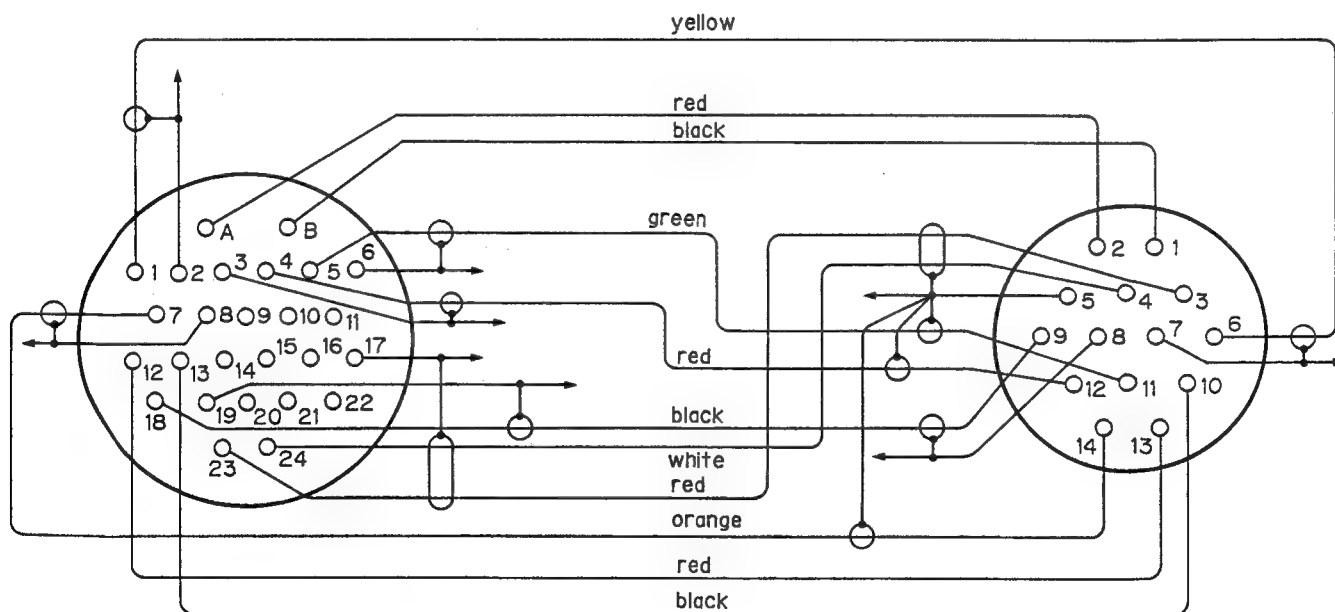 yellow
red
black
green
A B
1 2 3 4 5 6
7 8 9 10 11
12 13 14 15 16 17
18 19 20 21 22
23 24
2 1
5 4 3
9 8 7 6
12 11 10
14 13
red
black
white
red
orange
red
black